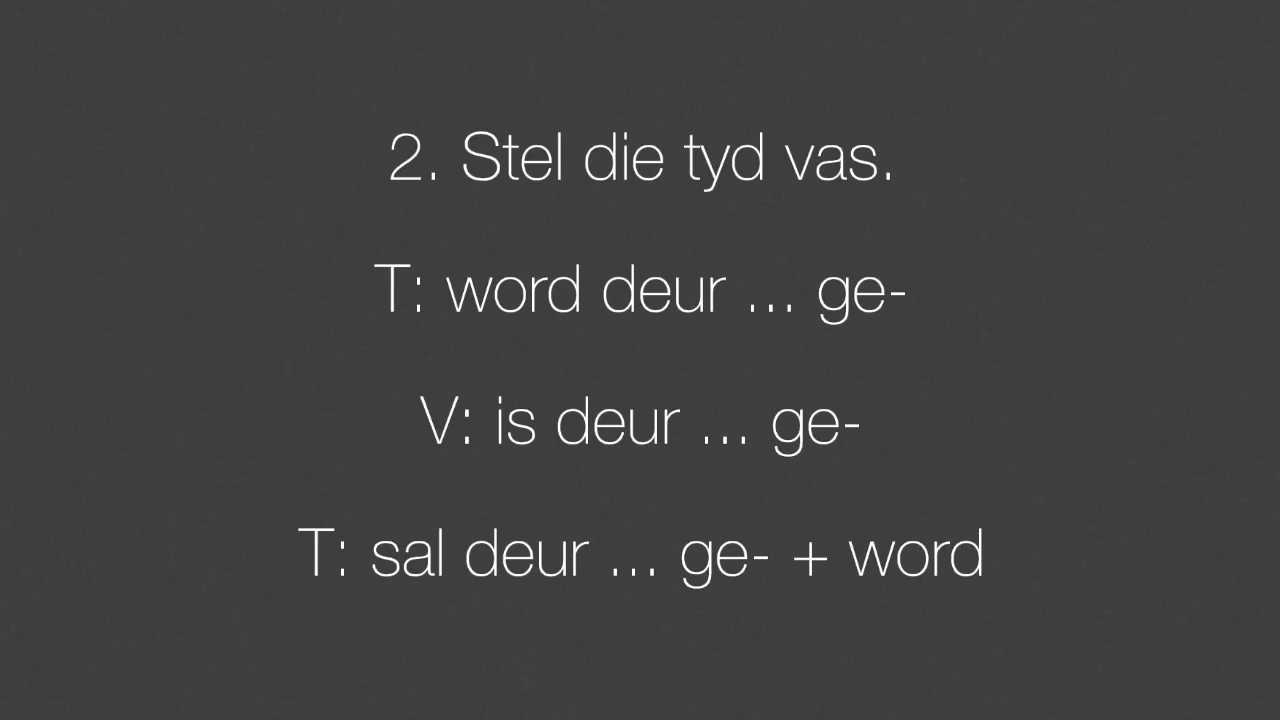 2. Stel die tyd vas.
T: word deur ... ge-
V: is deur ... ge-
T: sal deur ... ge- + word